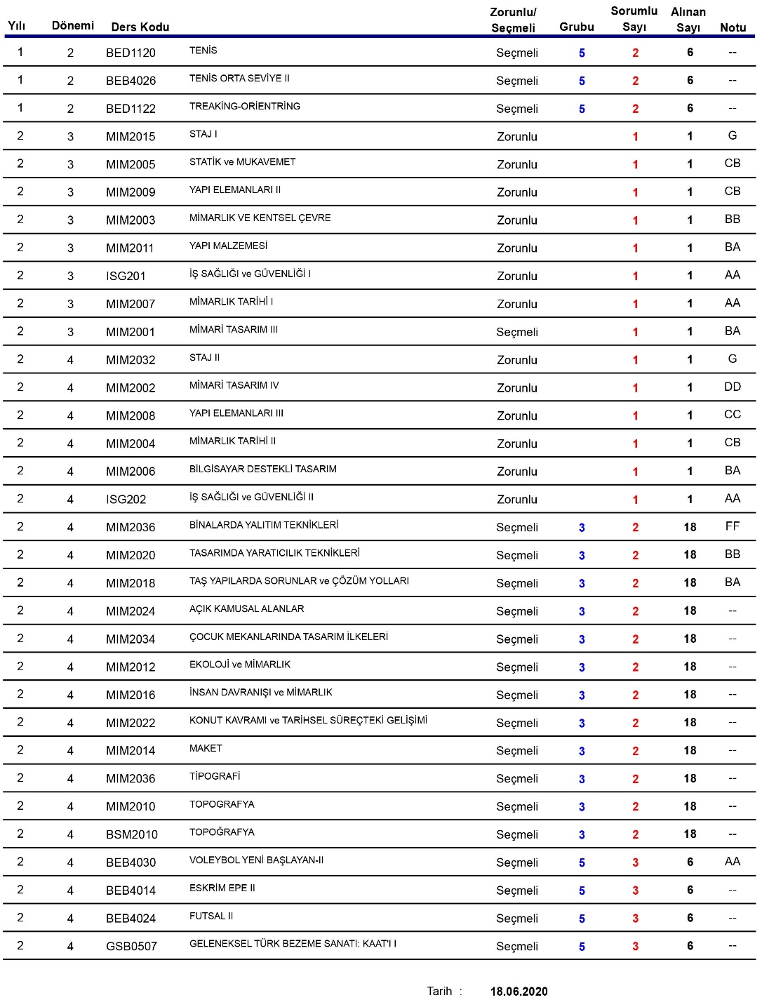 Yılı Dönemi Ders Kodu Zorunlu/ Seçmeli Grubu Sorumlu Sayı Alınan Sayı Notu
1 2 BED1120 TENİS Seçmeli 5 2 6 --
1 2 BEB4026 TENİS ORTA SEVİYE II Seçmeli 5 2 6 --
1 2 BED1122 TREAKİNG-ORİENTRİNG Seçmeli 5 2 6 --
2 3 MIM2015 STAJ I Zorunlu 1 1 G
2 3 MIM2005 STATİK ve MUKAVEMET Zorunlu 1 1 CB
2 3 MIM2009 YAPI ELEMANLARI II Zorunlu 1 1 CB
2 3 MIM2003 MİMARLIK VE KENTSEL ÇEVRE Zorunlu 1 1 BB
2 3 MIM2011 YAPI MALZEMESİ Zorunlu 1 1 BA
2 3 ISG201 İŞ SAĞLIĞI ve GÜVENLİĞİ I Zorunlu 1 1 AA
2 3 MIM2007 MİMARLIK TARİHİ I Zorunlu 1 1 AA
2 3 MIM2001 MİMARİ TASARIM III Seçmeli 1 1 BA
2 4 MIM2032 STAJ II Zorunlu 1 1 G
2 4 MIM2002 MİMARİ TASARIM IV Zorunlu 1 1 DD
2 4 MIM2008 YAPI ELEMANLARI III Zorunlu 1 1 CC
2 4 MIM2004 MİMARLIK TARİHİ II Zorunlu 1 1 CB
2 4 MIM2006 BİLGİSAYAR DESTEKLİ TASARIM Zorunlu 1 1 BA
2 4 ISG202 İŞ SAĞLIĞI ve GÜVENLİĞİ II Zorunlu 1 1 AA
2 4 MIM2036 BİNALARDA YALITIM TEKNİKLERİ Seçmeli 3 2 18 FF
2 4 MIM2020 TASARIMDA YARATICILIK TEKNİKLERİ Seçmeli 3 2 18 BB
2 4 MIM2018 TAŞ YAPILARDA SORUNLAR ve ÇÖZÜM YOLLARI Seçmeli 3 2 18 BA
2 4 MIM2024 AÇIK KAMUSAL ALANLAR Seçmeli 3 2 18 --
2 4 MIM2034 ÇOCUK MEKANLARINDA TASARIM İLKELERİ Seçmeli 3 2 18 --
2 4 MIM2012 EKOLOJİ ve MİMARLIK Seçmeli 3 2 18 --
2 4 MIM2016 İNSAN DAVRANIŞI ve MİMARLIK Seçmeli 3 2 18 --
2 4 MIM2022 KONUT KAVRAMI ve TARİHSEL SÜREÇTEKİ GELİŞİMİ Seçmeli 3 2 18 --
2 4 MIM2014 MAKET Seçmeli 3 2 18 --
2 4 MIM2036 TİPOGRAFİ Seçmeli 3 2 18 --
2 4 MIM2010 TOPOGRAFYA Seçmeli 3 2 18 --
2 4 BSM2010 TOPOĞRAFYA Seçmeli 3 2 18 --
2 4 BEB4030 VOLEYBOL YENİ BAŞLAYAN-II Seçmeli 5 3 6 AA
2 4 BEB4014 ESKRİM EPE II Seçmeli 5 3 6 --
2 4 BEB4024 FUTSAL II Seçmeli 5 3 6 --
2 4 GSB0507 GELENEKSEL TÜRK BEZEME SANATI: KAAT'I I Seçmeli 5 3 6 --
Tarih : 18.06.2020